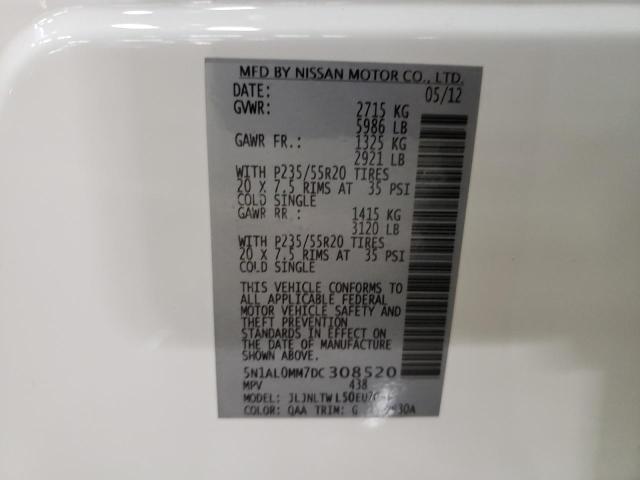 MFD BY NISSAN MOTOR CO., LTD.
DATE: 05/12
GVWR: 2715 KG
5986 LB
GAWR FR.: 1325 KG
2921 LB
WITH P235/55R20 TIRES
20 X 7.5 RIMS AT 35 PSI
COLD SINGLE
GAWR RR : 1415 KG
3120 LB
WITH P235/55R20 TIRES
20 X 7.5 RIMS AT 35 PSI
COLD SINGLE
THIS VEHICLE CONFORMS TO
ALL APPLICABLE FEDERAL
MOTOR VEHICLE SAFETY AND
THEFT PREVENTION
STANDARDS IN EFFECT ON
THE DATE OF MANUFACTURE
SHOWN ABOVE.
5N1AL0MM7DC308520
MPV 438
MODEL:
COLOR: QAA TRIM: G